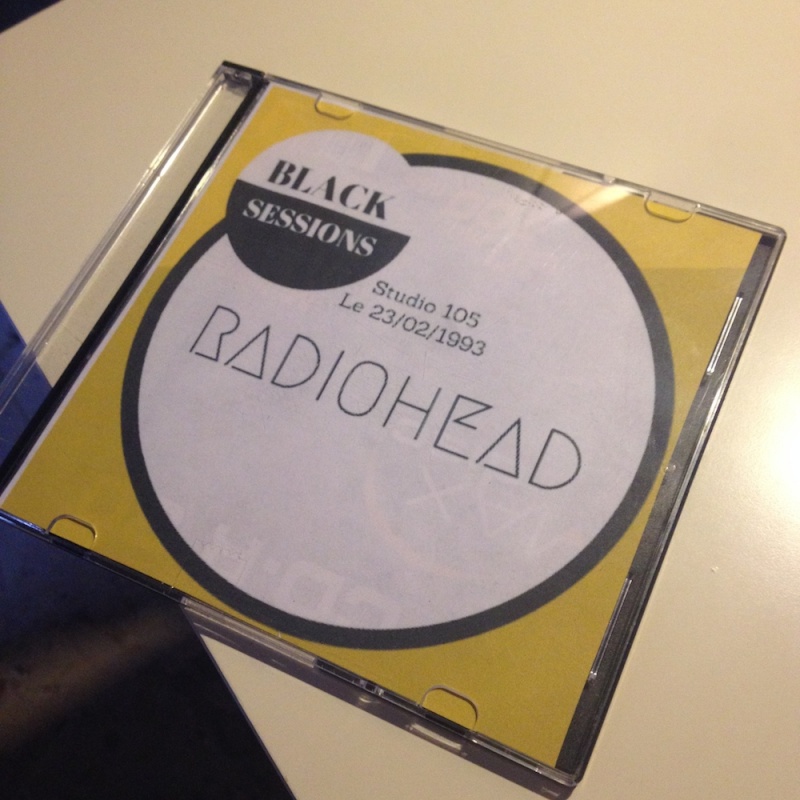 BLACK
SESSIONS
Studio 105
Le 23/02/1993
RADIOHEAD